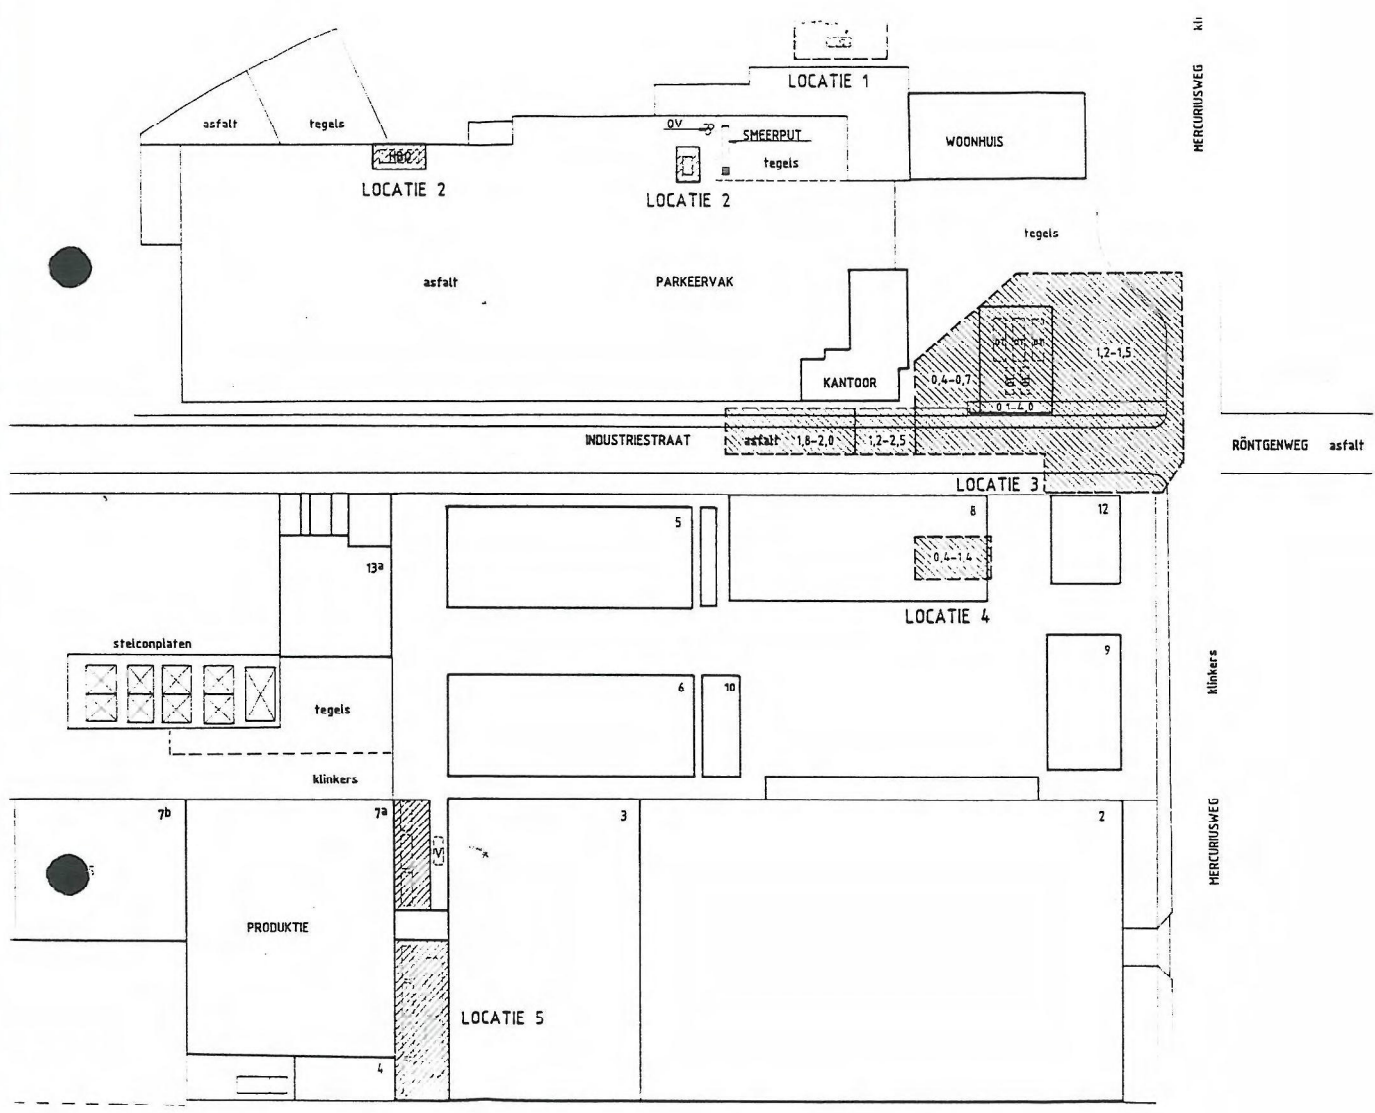 kli
MERCURIUSWEG
LOCATIE 1
asfalt
tegels
OV
SMEERPUT
tegels
WOONHUIS
HBO
LOCATIE 2
LOCATIE 2
tegels
asfalt
PARKEERVAK
1,2-1,5
0,4-0,7
KANTOOR
INDUSTRIESTRAAT
asfalt
1,8-2,0
1,2-2,5
RÖNTGENWEG
asfalt
LOCATIE 3
5
8
12
0,4-1,4
13a
LOCATIE 4
stelconplaten
9
klinkers
6
10
tegels
klinkers
7b
7a
3
2
MERCURIUSWEG
V
PRODUKTIE
LOCATIE 5
4